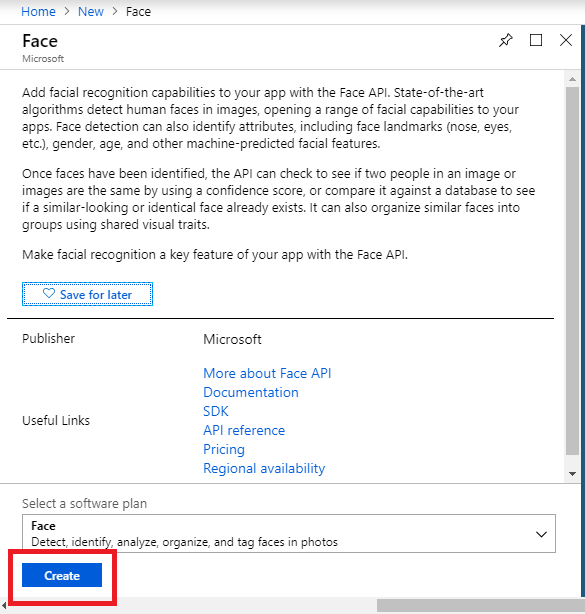 Home > New > Face
Face
Microsoft
Add facial recognition capabilities to your app with the Face API. State-of-the-art
algorithms detect human faces in images, opening a range of facial capabilities to your
apps. Face detection can also identify attributes, including face landmarks (nose, eyes,
etc.), gender, age, and other machine-predicted facial features.
Once faces have been identified, the API can check to see if two people in an image or
images are the same by using a confidence score, or compare it against a database to see
if a similar-looking or identical face already exists. It can also organize similar faces into
groups using shared visual traits.
Make facial recognition a key feature of your app with the Face API.
Save for later
Publisher Microsoft
More about Face API
Documentation
SDK
Useful Links API reference
Pricing
Regional availability
Select a software plan
Face
Detect, identify, analyze, organize, and tag faces in photos
Create